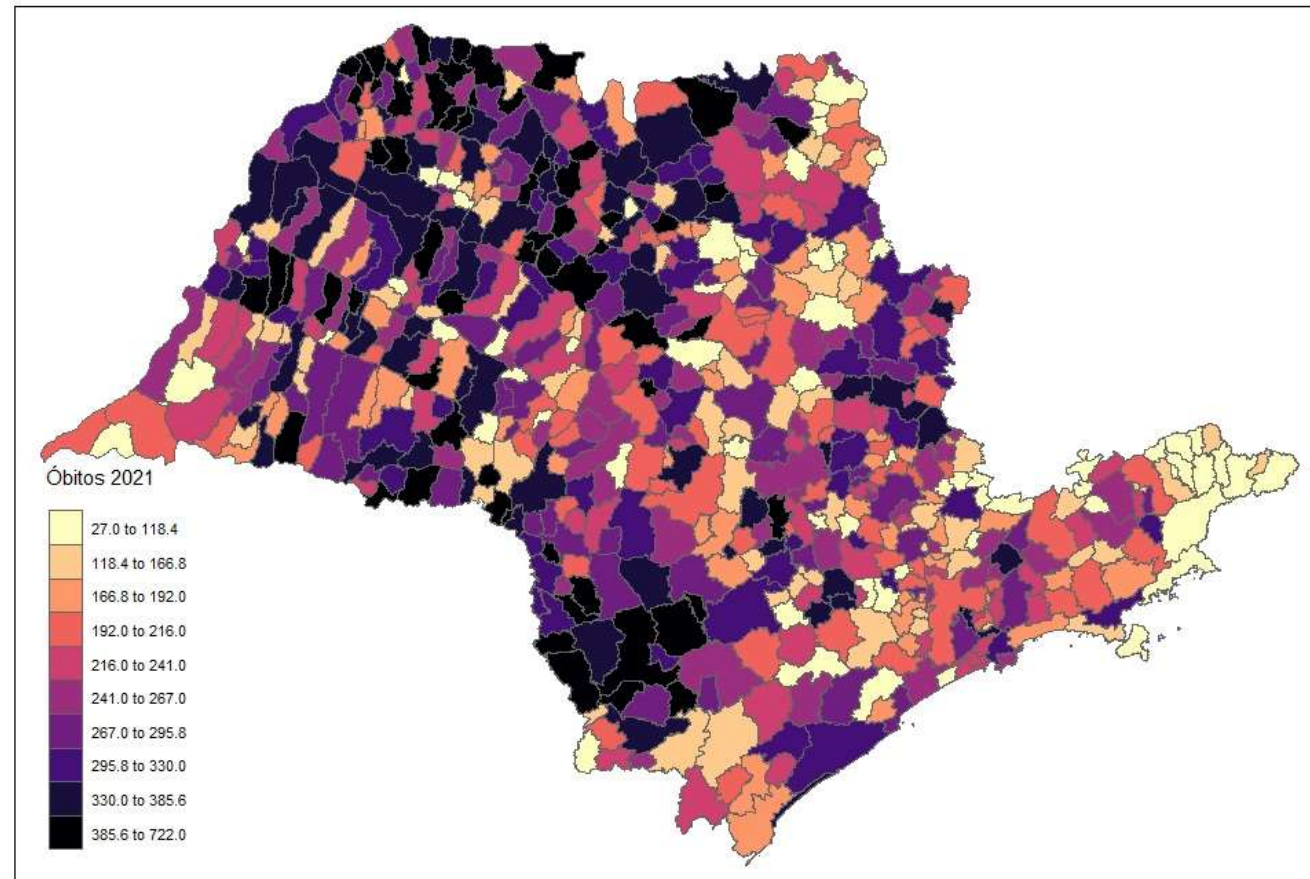 Óbitos 2021
27.0 to 118.4
118.4 to 166.8
166.8 to 192.0
192.0 to 216.0
216.0 to 241.0
241.0 to 267.0
267.0 to 295.8
295.8 to 330.0
330.0 to 385.6
385.6 to 722.0